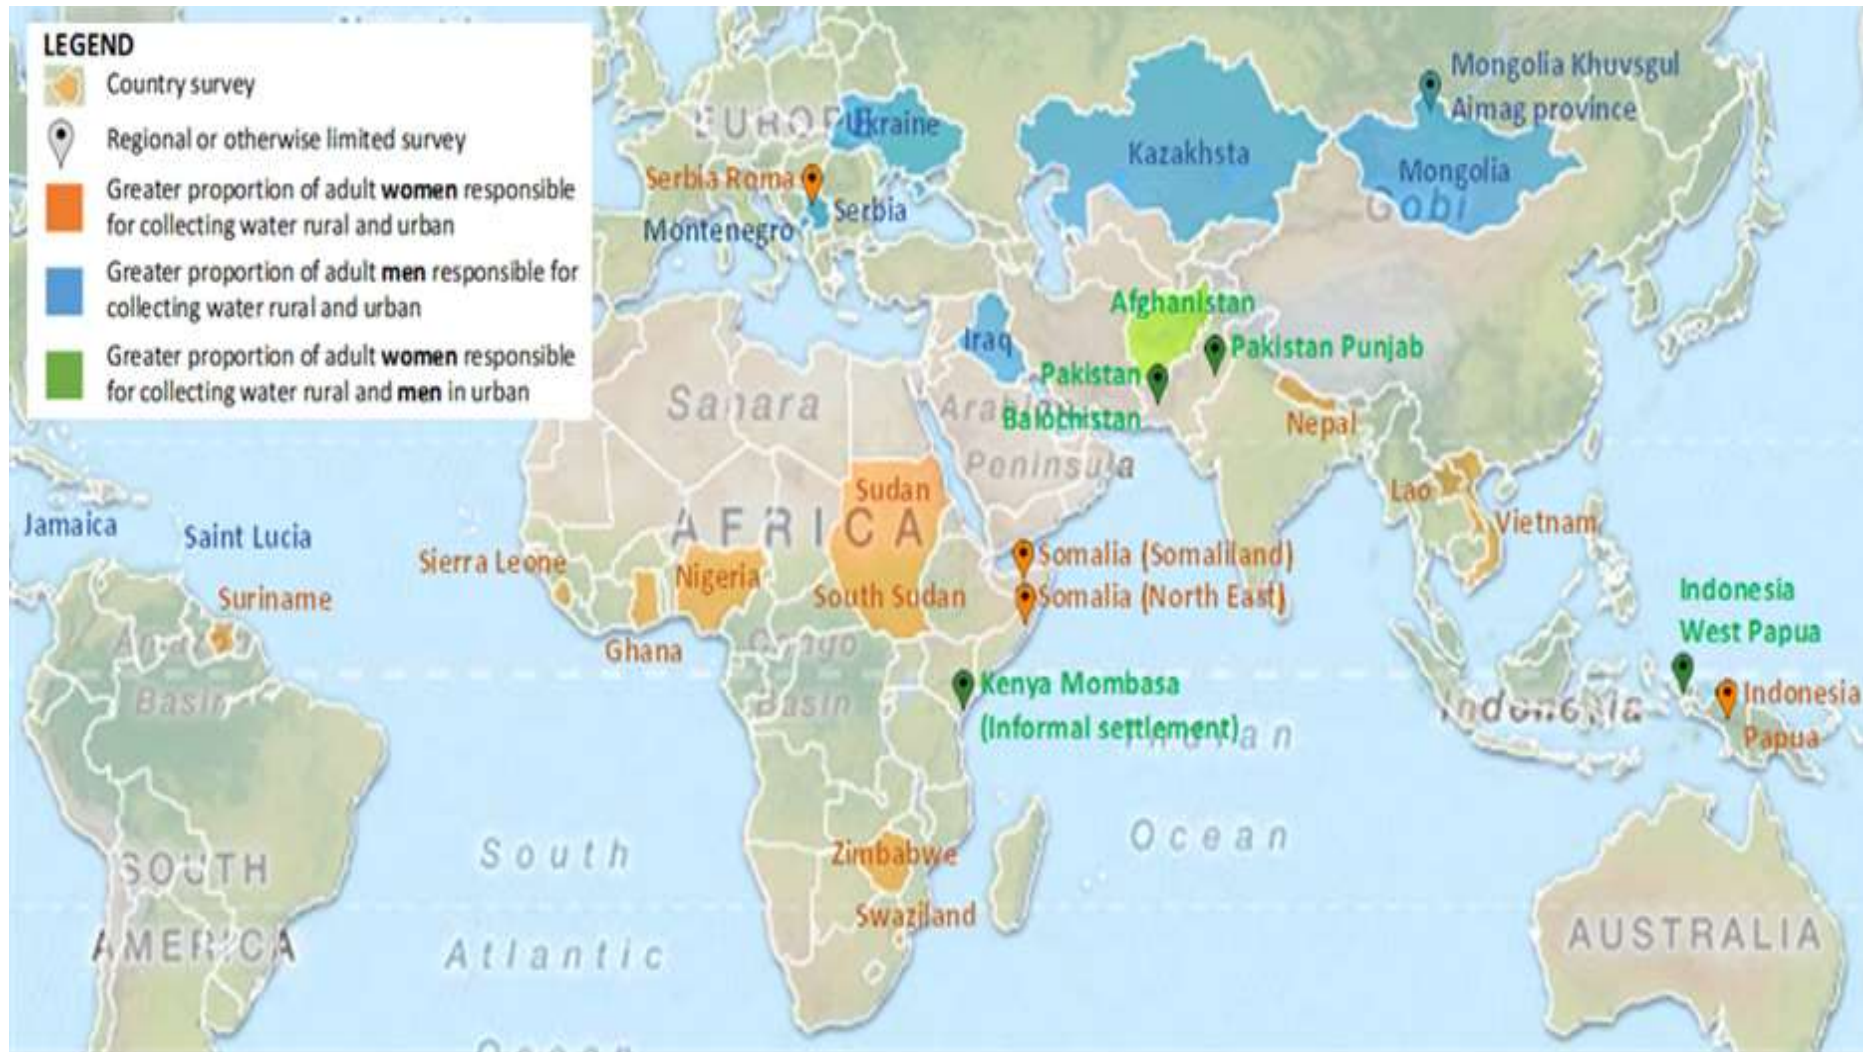 LEGEND
Country survey
Regional or otherwise limited survey
Greater proportion of adult women responsible
for collecting water rural and urban
Greater proportion of adult men responsible for
collecting water rural and urban
Greater proportion of adult women responsible
for collecting water rural and men in urban
Mongolia Khuvsgul
Aimag province
EUROP
Ukraine
Kazakhsta
Mongolia
Gobi
Serbia Roma
Serbia
Montenegro
Afghanistan
Iraq
Pakistan Punjab
Pakistan
Balochistan
Sahara
Arabian
Peninsula
Nepal
Sudan
Lao
Jamaica
Saint Lucia
AFRICA
Vietnam
Sierra Leone
Somalia (Somaliland)
Nigeria
Suriname
South Sudan
Somalia (North East)
Indonesia
West Papua
Ghana
Amazon
Basin
Congo
Basin
Kenya Mombasa
(Informal settlement)
Indonesia
Indonesia
Papua
Indian
Ocean
South
Atlantic
Ocean
Zimbabwe
Swaziland
SOUTH
AMERICA
AUSTRALIA